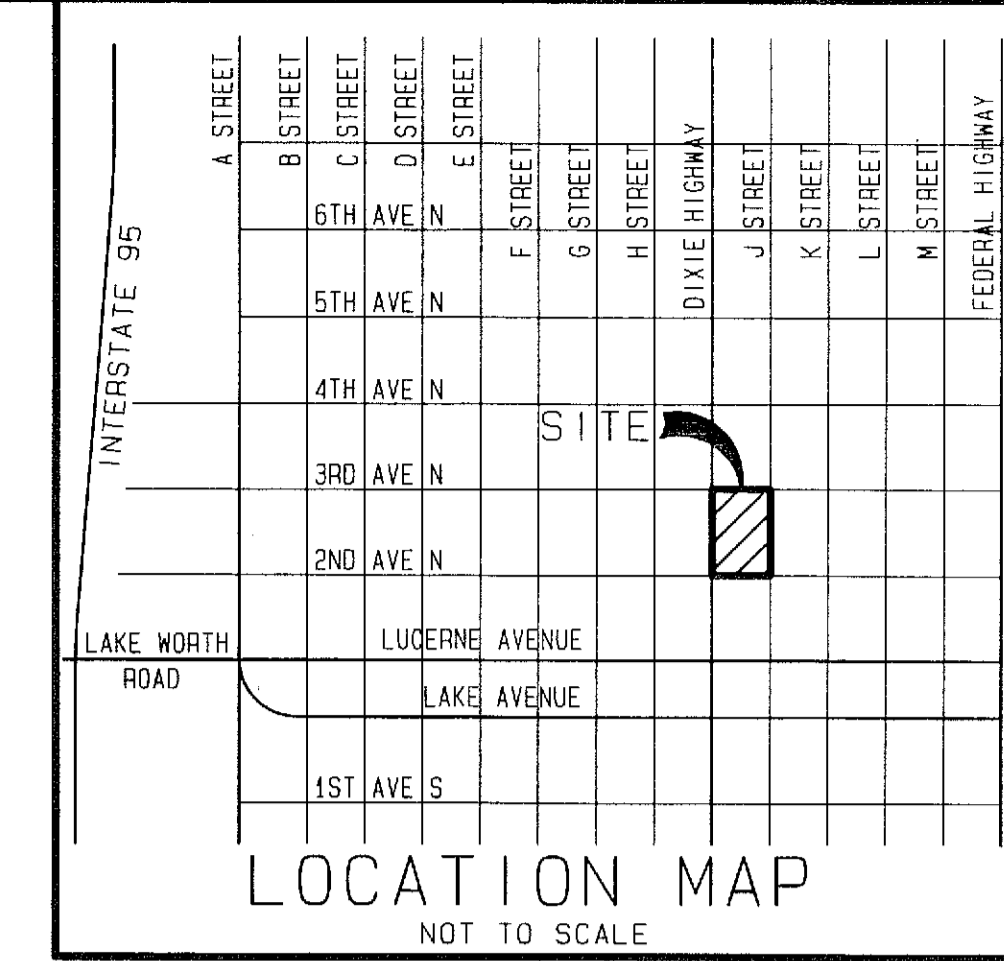 A STREET
B STREET
C STREET
D STREET
E STREET
F STREET
G STREET
H STREET
DIXIE HIGHWAY
J STREET
K STREET
L STREET
M STREET
FEDERAL HIGHWAY
INTERSTATE 95
6TH AVE N
5TH AVE N
4TH AVE N
SITE
3RD AVE N
2ND AVE N
LAKE WORTH
ROAD
LUCERNE AVENUE
LAKE AVENUE
1ST AVE S
LOCATION MAP
NOT TO SCALE